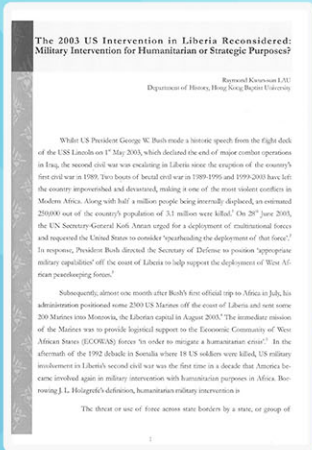 The 2003 US Intervention in Liberia Reconsidered:
Military Intervention for Humanitarian or Strategic Purposes?
Raymond Kwun-sun LAU
Department of History, Hong Kong Baptist University
Whilst US President George W. Bush made a historic speech from the flight deck
of the USS Lincoln on 1st May 2003, which declared the end of major combat operations
in Iraq, the second civil war was escalating in Liberia since the eruption of the country's
first civil war in 1989. Two bouts of brutal civil war in 1989-1996 and 1999-2003 have left
the country impoverished and devastated, making it one of the most violent conflicts in
Modern Africa. Along with half a million people being internally displaced, an estimated
250,000 out of the country's population of 3.1 million were killed.1 On 28th June 2003,
the UN Secretary-General Kofi Annan urged for a deployment of multinational forces
and requested the United States to consider 'spearheading the deployment of that force'.2
In response, President Bush directed the Secretary of Defense to position 'appropriate
military capabilities' off the coast of Liberia to help support the deployment of West Af-
rican peacekeeping forces.3
Subsequently, almost one month after Bush's first official trip to Africa in July, his
administration positioned some 2300 US Marines off the coast of Liberia and sent some
200 Marines into Monrovia, the Liberian capital in August 2003.4 The immediate mission
of the Marines was to provide logistical support to the Economic Community of West
African States (ECOWAS) forces 'in order to mitigate a humanitarian crisis'.5 In the
aftermath of the 1992 debacle in Somalia where 18 US soldiers were killed, US military
involvement in Liberia's second civil war was the first time in a decade that America be-
came involved again in military intervention with humanitarian purposes in Africa. Bor-
rowing J. L. Holzgrefe's definition, humanitarian military intervention is
The threat or use of force across state borders by a state, or group of